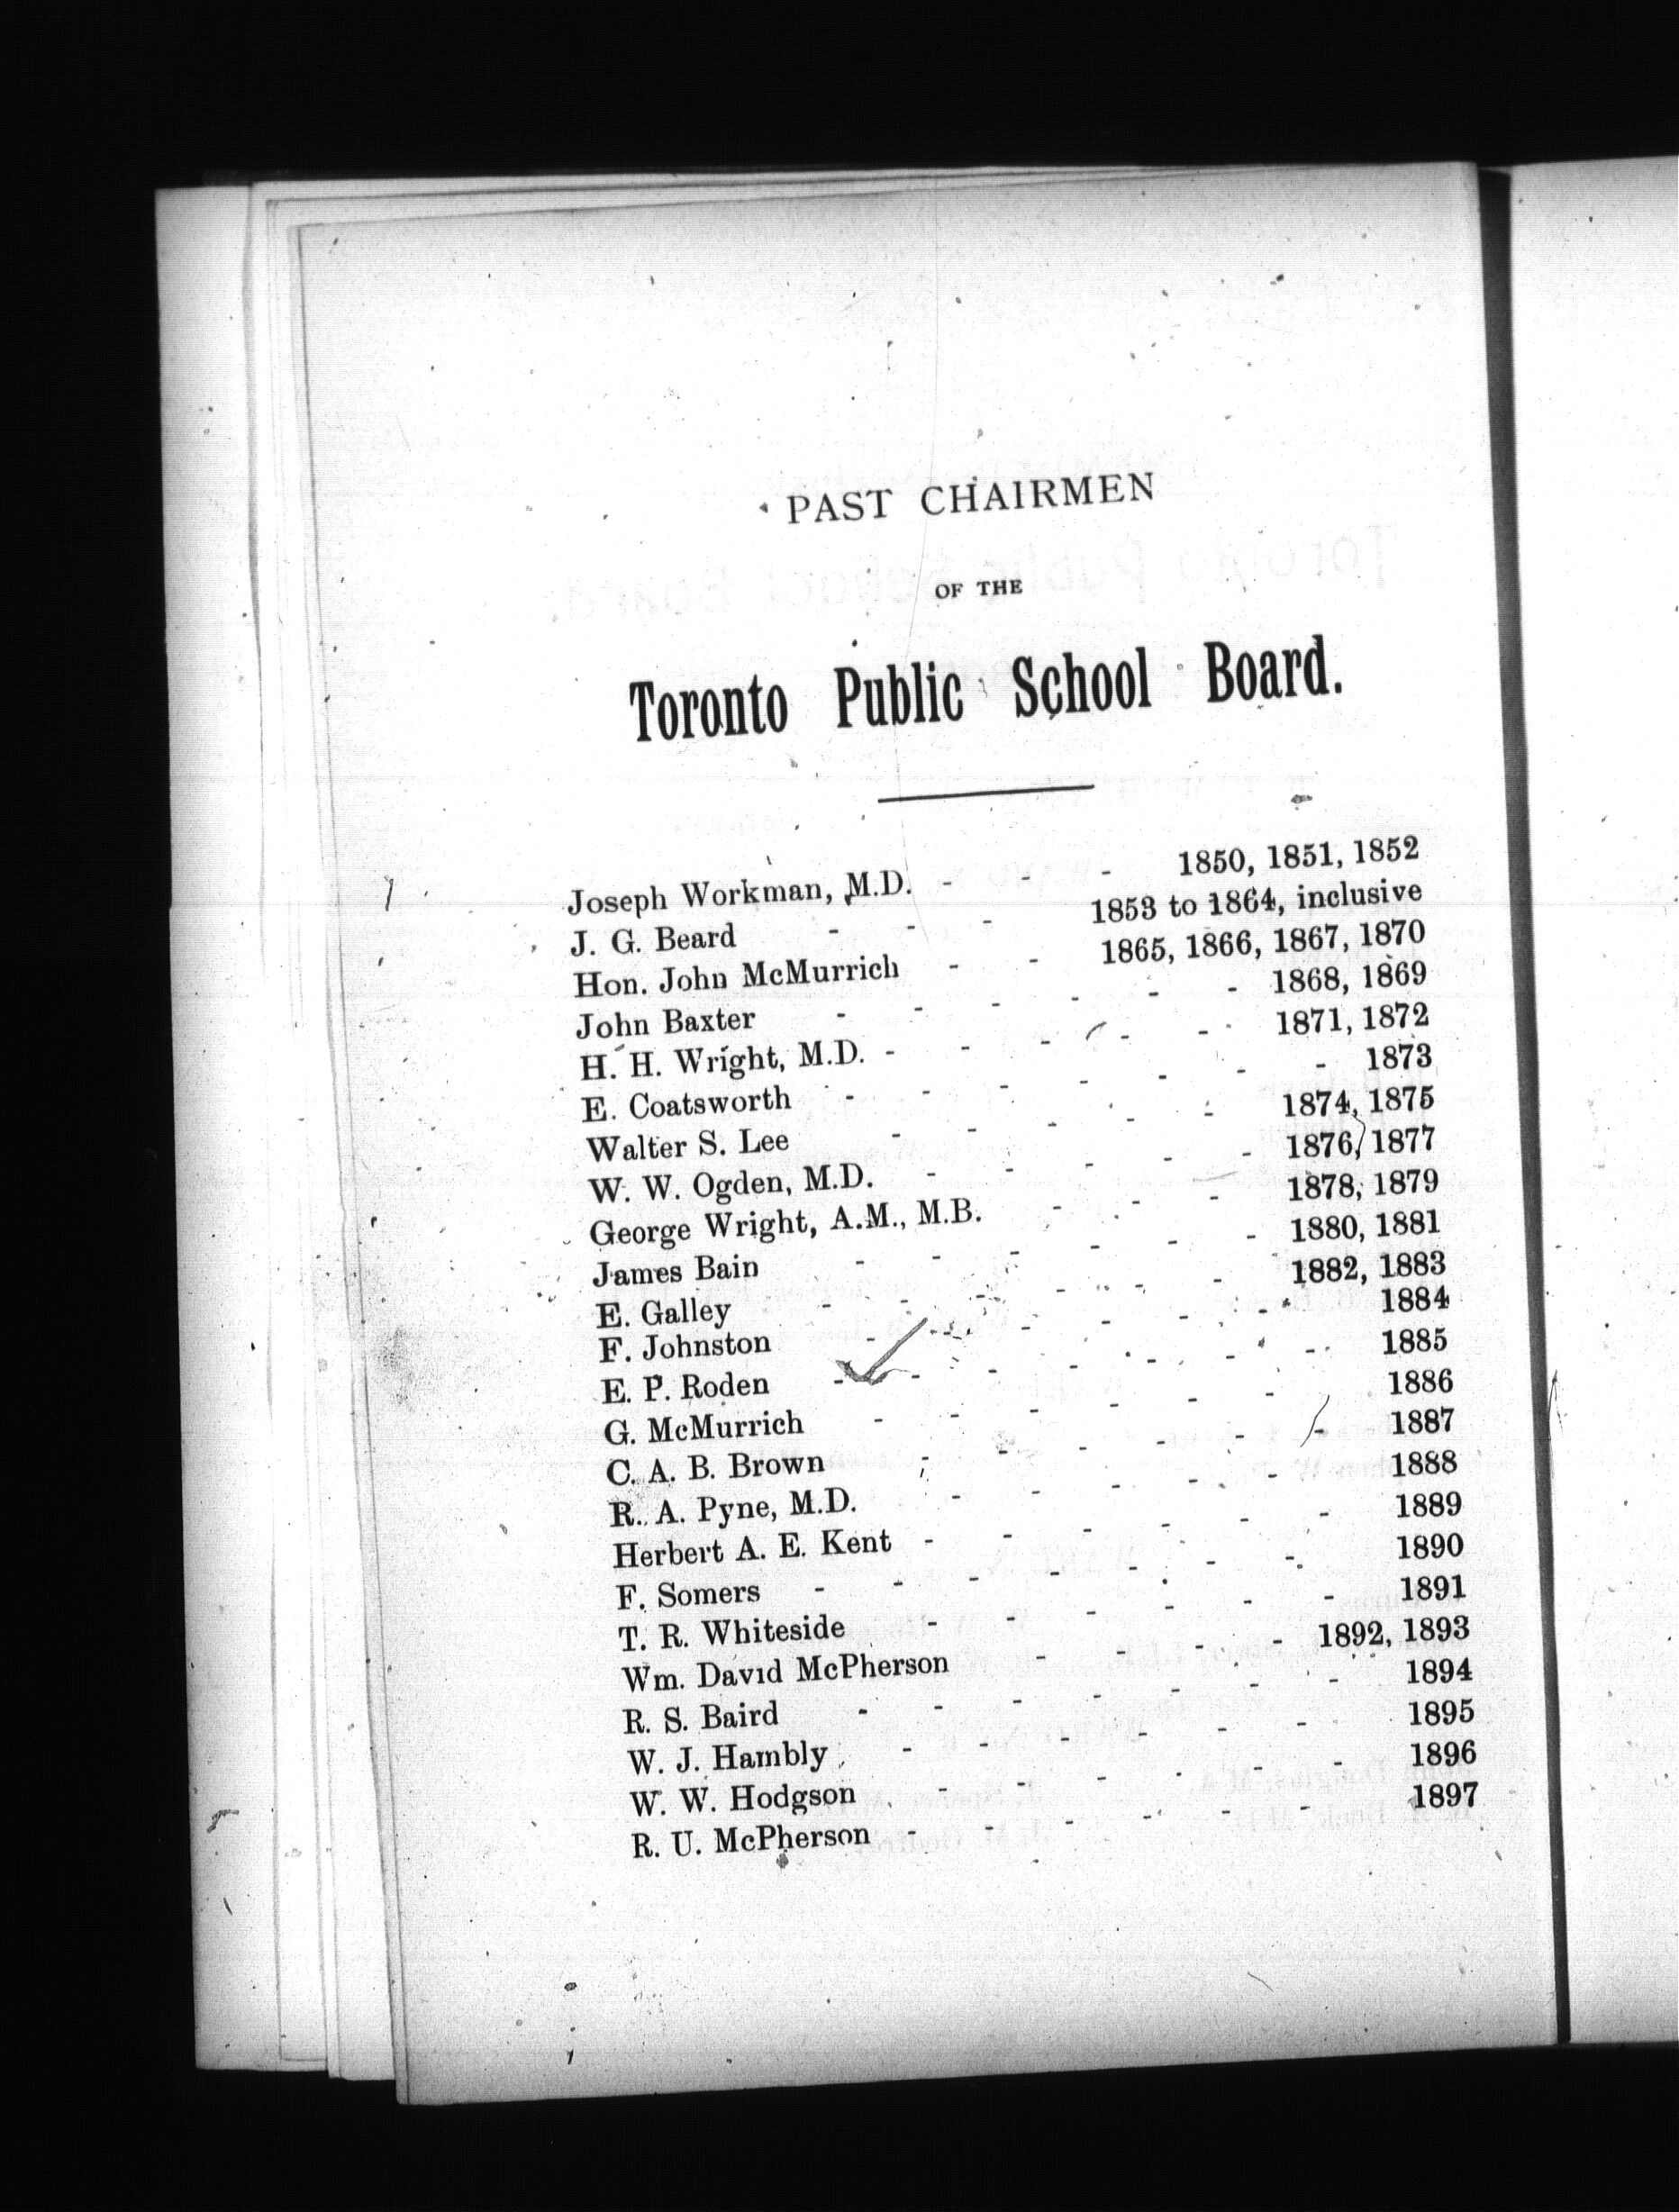 PAST CHAIRMEN
OF THE
Toronto Public School Board.
Joseph Workman, M.D. - - - 1850, 1851, 1852
J. G. Beard - - - 1853 to 1864, inclusive
Hon. John McMurrich - - 1865, 1866, 1867, 1870
John Baxter - - - - - - 1868, 1869
H. H. Wright, M.D. - - - - - 1871, 1872
E. Coatsworth - - - - - - - 1873
Walter S. Lee - - - - - 1874, 1875
W. W. Ogden, M.D. - - - - - 1876, 1877
George Wright, A.M., M.B. - - - 1878, 1879
James Bain - - - - - - 1880, 1881
E. Galley - - - - - - 1882, 1883
F. Johnston - - - - - - 1884
E. P. Roden - - - - - - - 1885
G. McMurrich - - - - - - 1886
C. A. B. Brown - - - - - - 1887
R. A. Pyne, M.D. - - - - - 1888
Herbert A. E. Kent - - - - - - 1889
F. Somers - - - - - - - 1890
T. R. Whiteside - - - - - - 1891
Wm. David McPherson - - - - 1892, 1893
R. S. Baird - - - - - - - 1894
W. J. Hambly - - - - - - 1895
W. W. Hodgson - - - - - - 1896
R. U. McPherson - - - - - - 1897